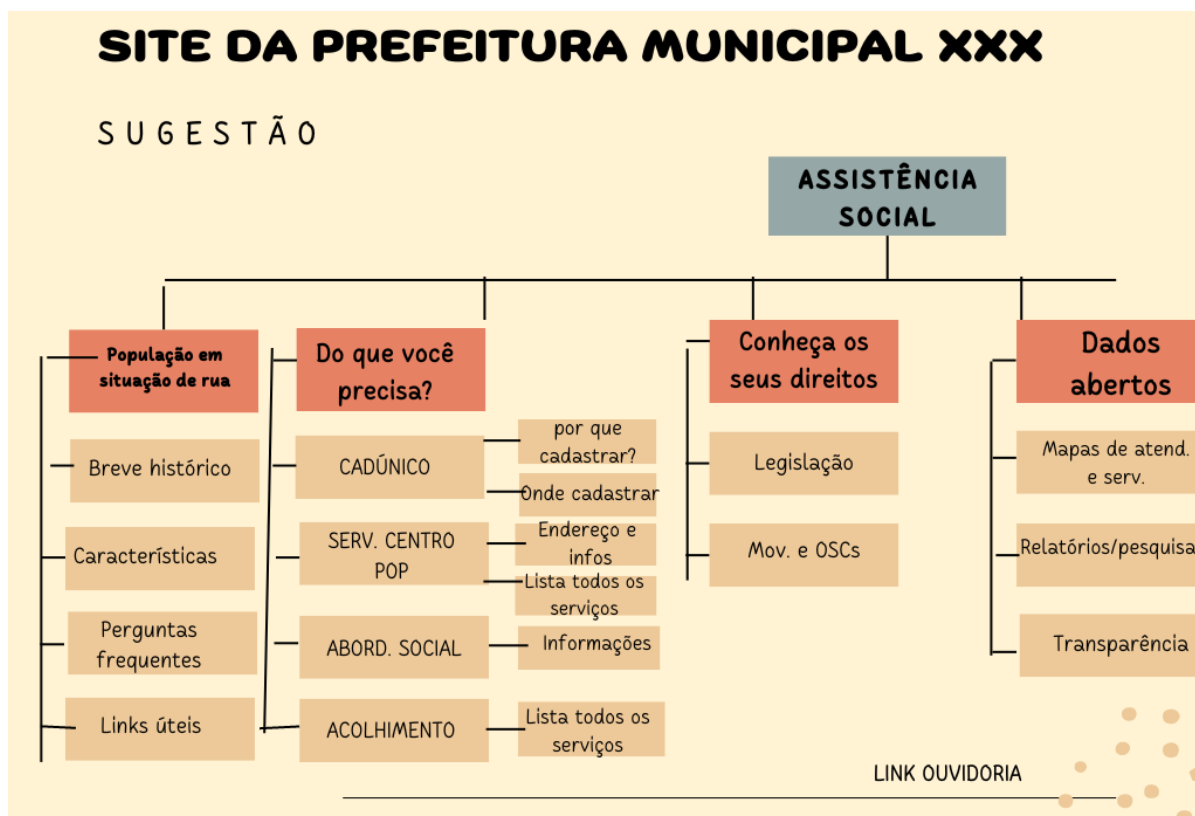 SITE DA PREFEITURA MUNICIPAL XXX
SUGESTÃO
ASSISTÊNCIA
SOCIAL
População em
situação de rua
Breve histórico
Características
Perguntas
frequentes
Links úteis
Do que você
precisa?
CADÚNICO
por que
cadastrar?
Onde cadastrar
SERV. CENTRO
POP
Endereço e
infos
Lista todos os
serviços
ABORD. SOCIAL
Informações
ACOLHIMENTO
Lista todos os
serviços
Conheça os
seus direitos
Legislação
Mov. e OSCs
Dados
abertos
Mapas de atend.
e serv.
Relatórios/pesquisa
Transparência
LINK OUVIDORIA